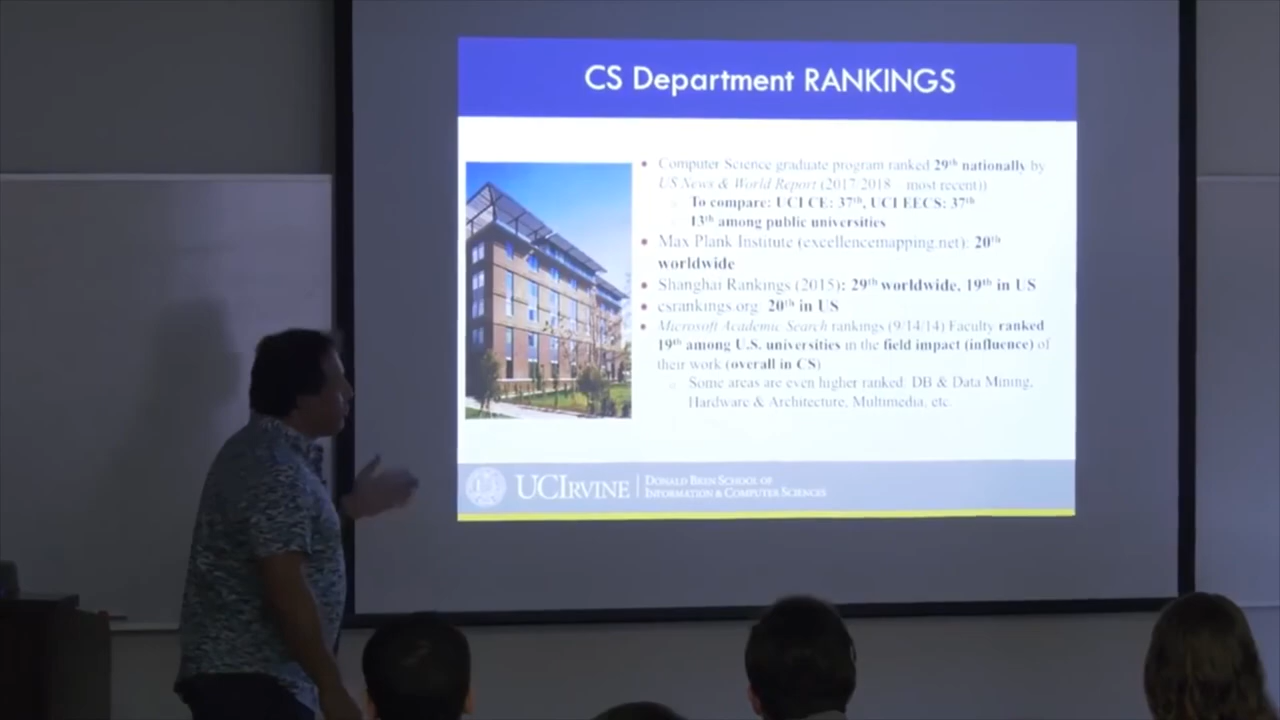 CS Department RANKINGS
• Computer Science graduate program ranked 29th nationally by
US News & World Report (2017-2018 – most recent))
To compare: UCI CE: 37th, UCI EECS: 37th
13th among public universities
• Max Plank Institute (excellencemapping.net): 20th
worldwide
• Shanghai Rankings (2015): 29th worldwide, 19th in US
• csrankings.org: 20th in US
• Microsoft Academic Search rankings (9/14/14) Faculty ranked
19th among U.S. universities in the field impact (influence) of
their work (overall in CS)
Some areas are even higher ranked: DB & Data Mining,
Hardware & Architecture, Multimedia, etc.
UCIRVINE
DONALD BREN SCHOOL OF
INFORMATION & COMPUTER SCIENCES